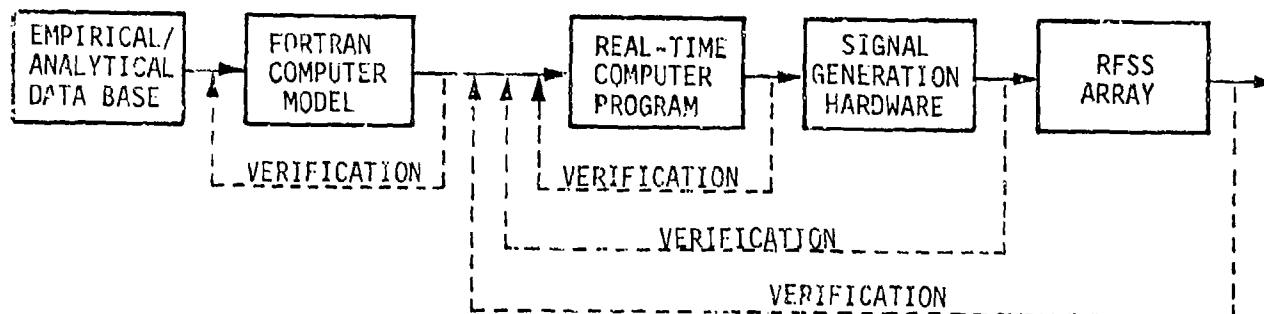 EMPIRICAL/
ANALYTICAL
DATA BASE
FORTRAN
COMPUTER
MODEL
REAL-TIME
COMPUTER
PROGRAM
SIGNAL
GENERATION
HARDWARE
RFSS
ARRAY
VERIFICATION
VERIFICATION
VERIFICATION
VERIFICATION